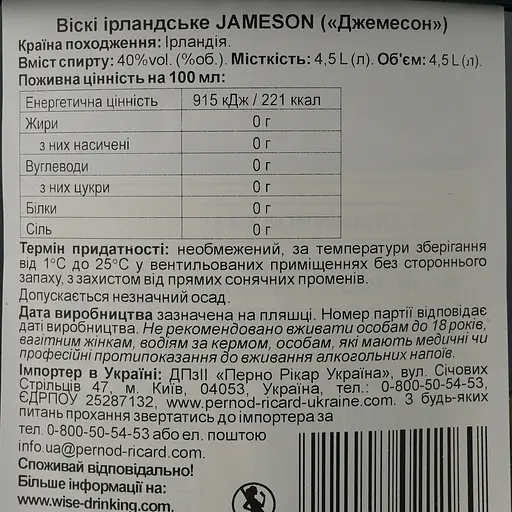 Віскі ірландське JAMESON («Джемесон»)
Країна походження: Ірландія.
Вміст спирту: 40%vol. (%об.). Місткість: 4,5 L (л). Об'єм: 4,5 L (л).
Поживна цінність на 100 мл:
Енергетична цінність 915 кДж / 221 ккал
Жири 0 г
з них насичені 0 г
Вуглеводи 0 г
з них цукри 0 г
Білки 0 г
Сіль 0 г
Термін придатності: необмежений, за температури зберігання
від 1°С до 25°С у вентильованих приміщеннях без стороннього
запаху, з захистом від прямих сонячних променів.
Допускається незначний осад.
Дата виробництва зазначена на пляшці. Номер партії відповідає
даті виробництва. Не рекомендовано вживати особам до 18 років,
вагітним жінкам, водіям за кермом, особам, які мають медичні чи
професійні протипоказання до вживання алкогольних напоїв.
Імпортер в Україні: ДПзІІ «Перно Рікар Україна», вул. Січових
Стрільців 47, м. Київ, 04053, Україна, тел.: 0-800-50-54-53,
ЄДРПОУ 25287132, www.pernod-ricard-ukraine.com. З будь-яких
питань прохання звертатись до імпортера за
тел. 0-800-50-54-53 або ел. поштою
info.ua@pernod-ricard.com.
Споживай відповідально!
Більше інформації на:
www.wise-drinking.com.